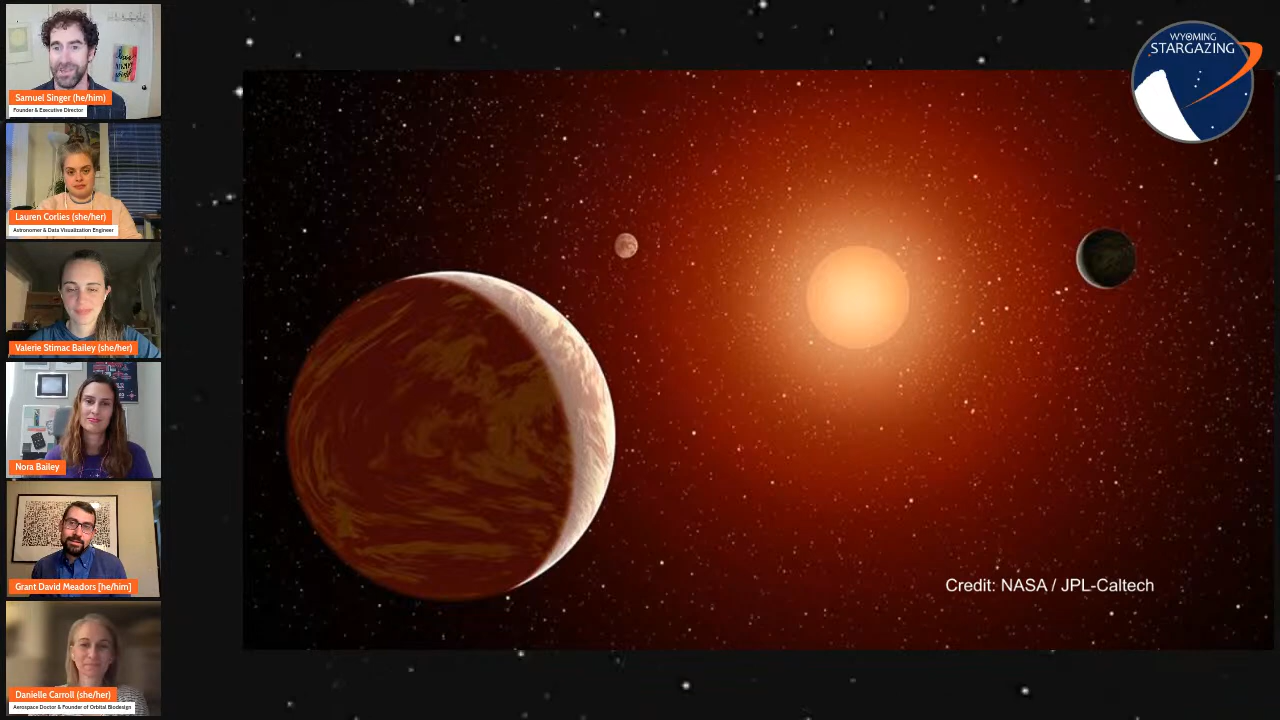 Samuel Singer (he/him)
Founder & Executive Director
Lauren Corlies (she/her)
Astronomer & Data Visualization Engineer
Valerie Stimac Bailey (she/her)
Nora Bailey
Grant David Meadors [he/him]
Danielle Carroll (she/her)
Aerospace Doctor & Founder of Orbital Biodesign
WYOMING
STARGAZING
Credit: NASA / JPL-Caltech